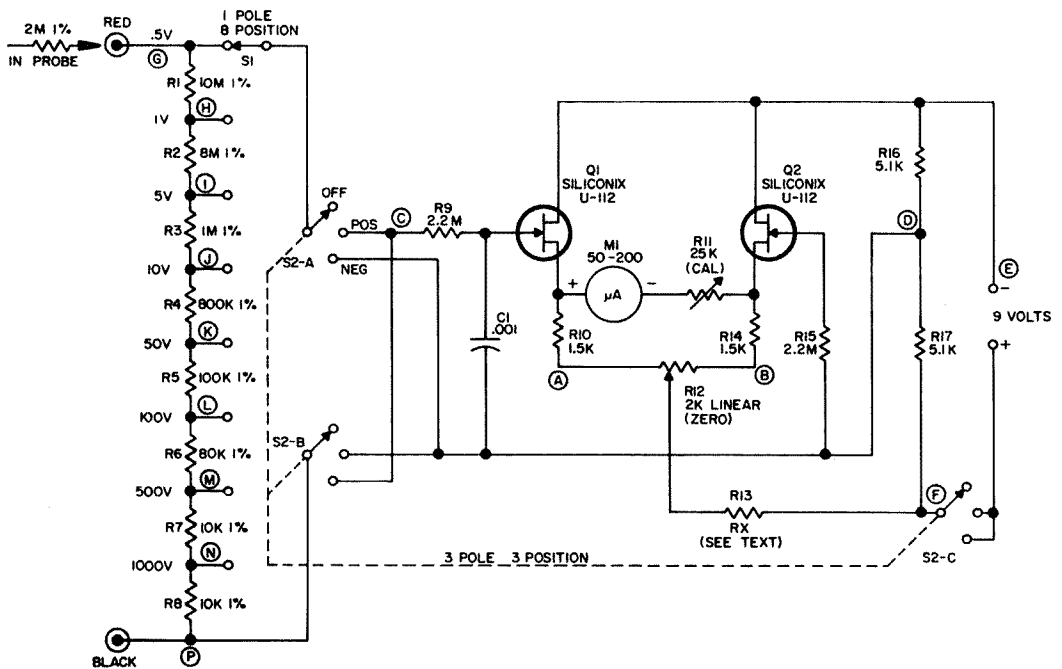 1 POLE
8 POSITION
RED
2M 1%
IN PROBE
.5V
G
S1
R1
10M 1%
1V
H
R2
8M 1%
5V
I
R3
1M 1%
10V
J
R4
800K 1%
50V
K
R5
100K 1%
100V
L
R6
80K 1%
500V
M
R7
10K 1%
1000V
N
R8
10K 1%
BLACK
P
OFF
POS
NEG
S2-A
S2-B
C
R9
2.2M
C1
.001
Q1
SILICONIX
U-112
Q2
SILICONIX
U-112
M1
50-200
+
μA
-
R11
25K
(CAL)
R10
1.5K
R14
1.5K
R15
2.2M
A
B
R12
2K LINEAR
(ZERO)
R16
5.1K
D
R17
5.1K
E
-
9 VOLTS
+
R13
RX
(SEE TEXT)
F
S2-C
3 POLE 3 POSITION